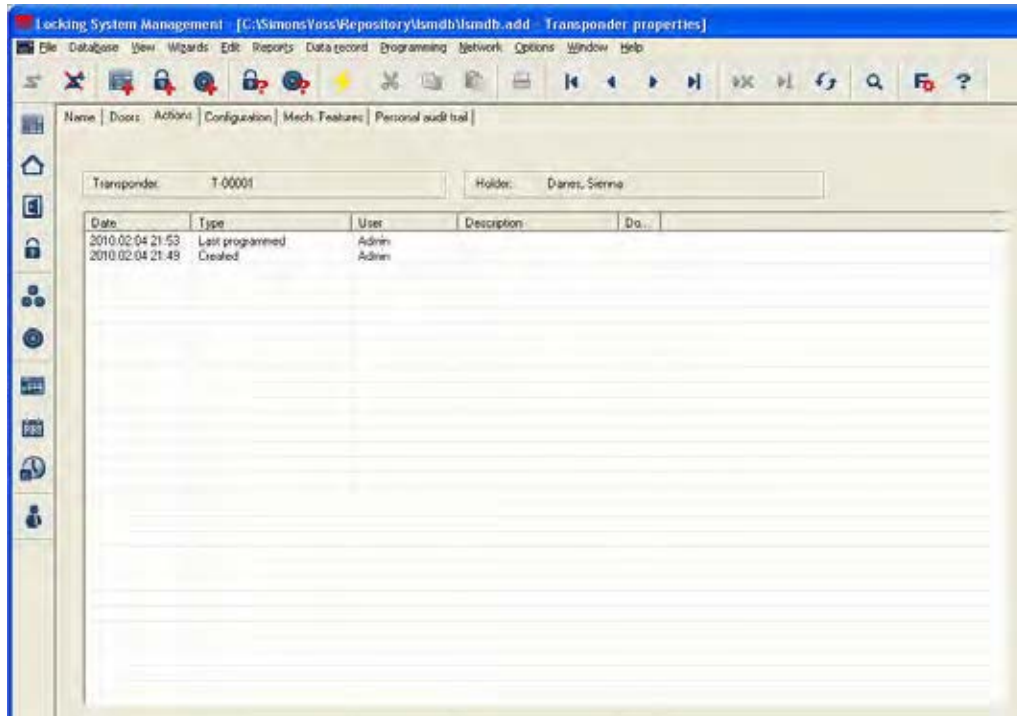 Locking System Management - [C:\SimonsVoss\Repository\lsmdb\lsmdb.add - Transponder properties]
File Database View Wizards Edit Reports Data record Programming Network Options Window Help
Name Doors Actions Configuration Mech. Features Personal audit trail
Transponder: T-00001 Holder: Danes, Sienna
Date Type User Description Do...
2010.02.04 21:53 Last programmed Admin
2010.02.04 21:49 Created Admin